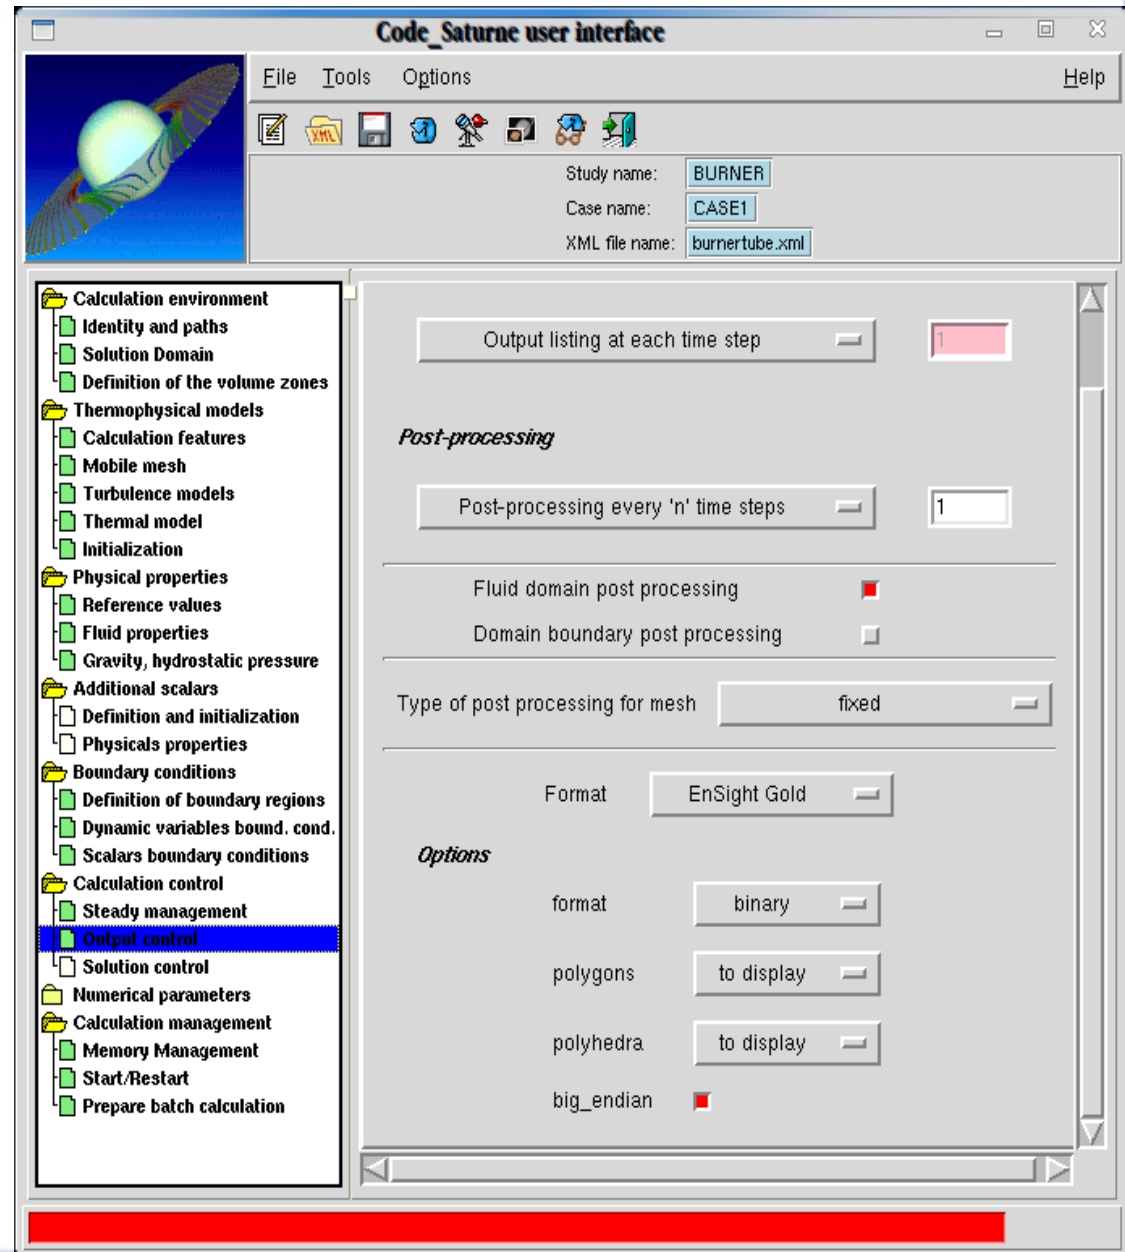 Code_Saturne user interface
File Tools Options Help
XML
Study name: BURNER
Case name: CASE1
XML file name: burnertube.xml
Calculation environment
Identity and paths
Solution Domain
Definition of the volume zones
Thermophysical models
Calculation features
Mobile mesh
Turbulence models
Thermal model
Initialization
Physical properties
Reference values
Fluid properties
Gravity, hydrostatic pressure
Additional scalars
Definition and initialization
Physicals properties
Boundary conditions
Definition of boundary regions
Dynamic variables bound. cond.
Scalars boundary conditions
Calculation control
Steady management
Output control
Solution control
Numerical parameters
Calculation management
Memory Management
Start/Restart
Prepare batch calculation
Output listing at each time step 1
Post-processing
Post-processing every 'n' time steps 1
Fluid domain post processing
Domain boundary post processing
Type of post processing for mesh fixed
Format EnSight Gold
Options
format binary
polygons to display
polyhedra to display
big_endian